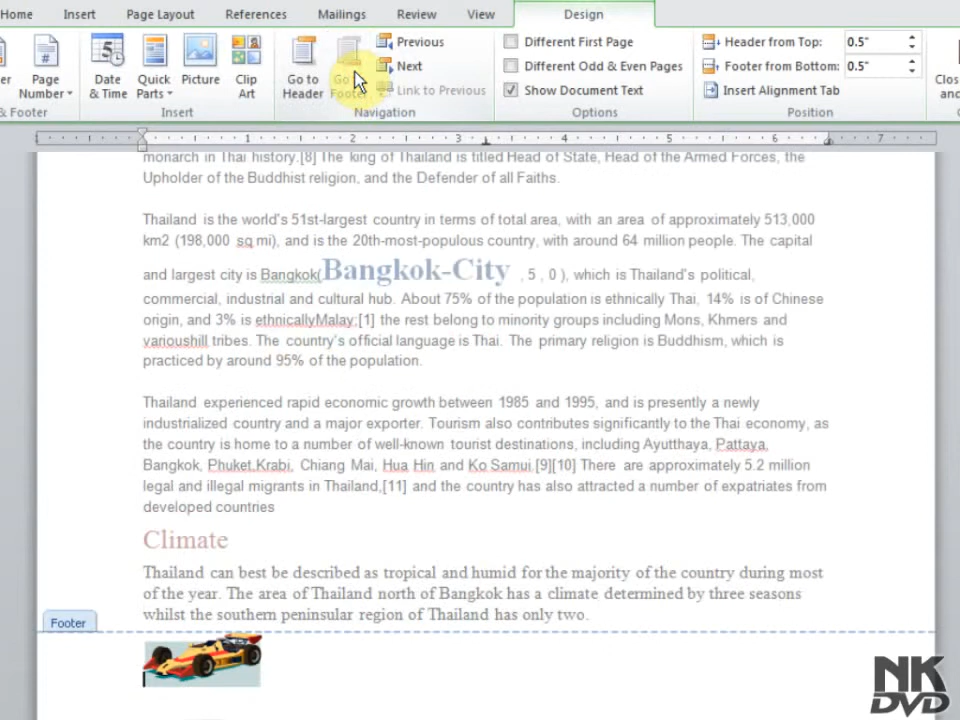 Home Insert Page Layout References Mailings Review View Design
Page Number
Date & Time
Quick Parts
Picture
Clip Art
Go to Header
Go
Previous
Next
Link to Previous
Different First Page
Different Odd & Even Pages
Show Document Text
Header from Top: 0.5"
Footer from Bottom: 0.5"
Insert Alignment Tab
& Footer Insert Navigation Options Position
1 2 3 4 5 6 7
monarch in Thai history.[8] The king of Thailand is titled Head of State, Head of the Armed Forces, the
Upholder of the Buddhist religion, and the Defender of all Faiths.
Thailand is the world's 51st-largest country in terms of total area, with an area of approximately 513,000
km2 (198,000 sq mi), and is the 20th-most-populous country, with around 64 million people. The capital
and largest city is Bangkok(Bangkok-City , 5 , 0 ), which is Thailand's political,
commercial, industrial and cultural hub. About 75% of the population is ethnically Thai, 14% is of Chinese
origin, and 3% is ethnicallyMalay;[1] the rest belong to minority groups including Mons, Khmers and
varioushill tribes. The country's official language is Thai. The primary religion is Buddhism, which is
practiced by around 95% of the population.
Thailand experienced rapid economic growth between 1985 and 1995, and is presently a newly
industrialized country and a major exporter. Tourism also contributes significantly to the Thai economy, as
the country is home to a number of well-known tourist destinations, including Ayutthaya, Pattaya,
Bangkok, Phuket,Krabi, Chiang Mai, Hua Hin and Ko Samui.[9][10] There are approximately 5.2 million
legal and illegal migrants in Thailand,[11] and the country has also attracted a number of expatriates from
developed countries
Climate
Thailand can best be described as tropical and humid for the majority of the country during most
of the year. The area of Thailand north of Bangkok has a climate determined by three seasons
whilst the southern peninsular region of Thailand has only two.
Footer
NK
DVD